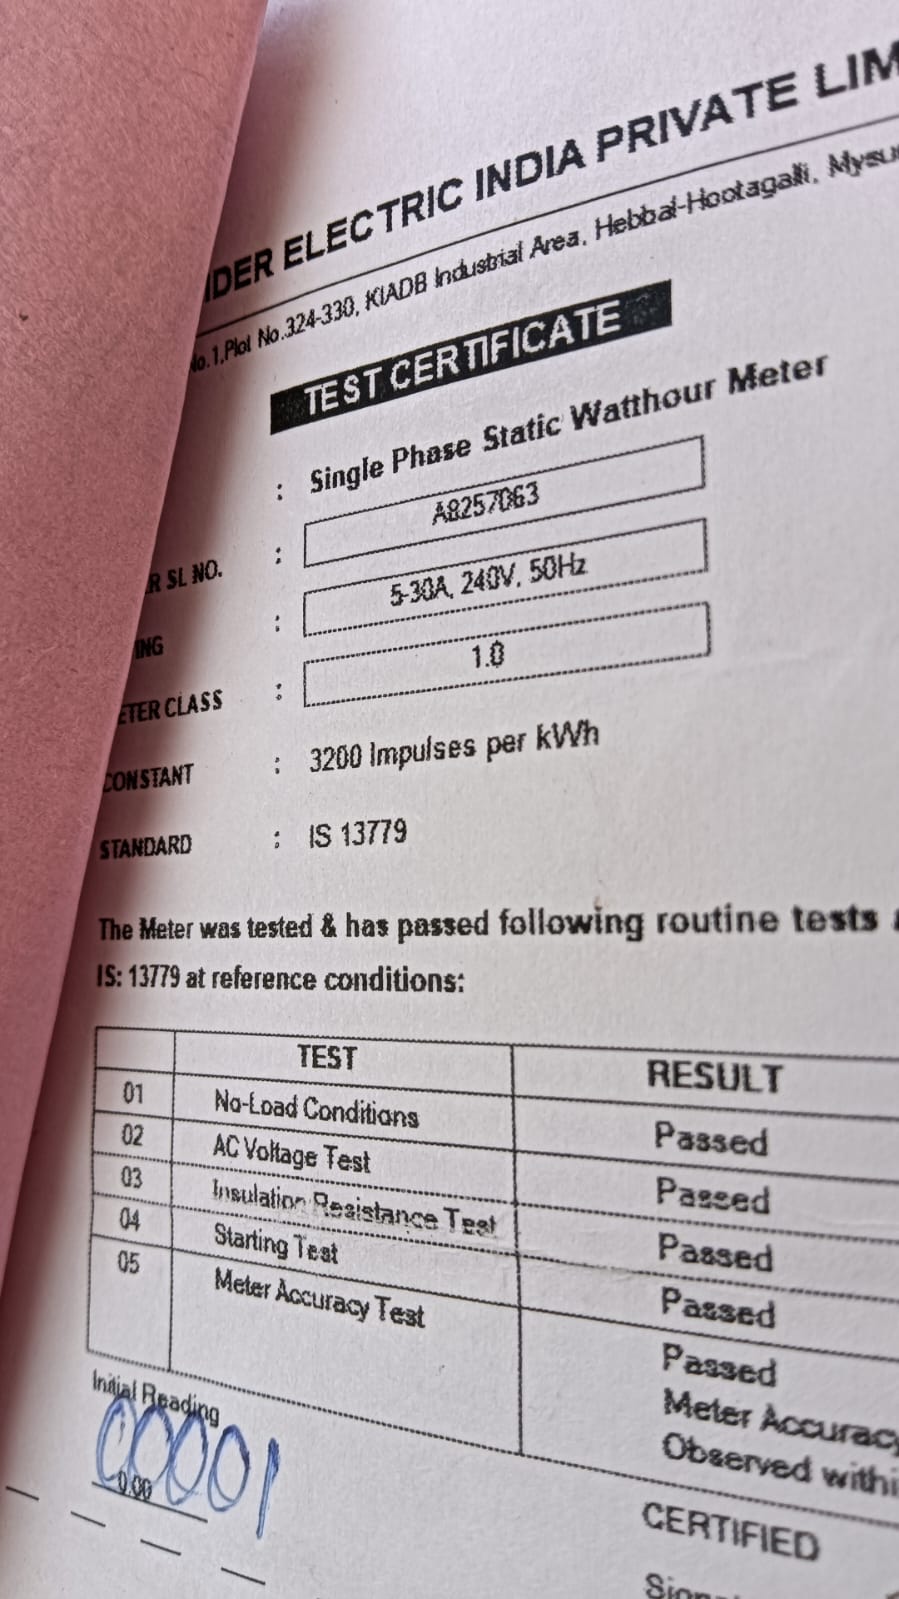 DER ELECTRIC INDIA PRIVATE LIM
No.1,Plot No.324-330, KIADB Industrial Area, Hebbal-Hootagalli, Mysu
TEST CERTIFICATE
: Single Phase Static Watthour Meter
R SL NO. : A8257063
ING : 5-30A, 240V, 50Hz
ETER CLASS : 1.0
CONSTANT : 3200 Impulses per kWh
STANDARD : IS 13779
The Meter was tested & has passed following routine tests a
IS: 13779 at reference conditions:
TEST RESULT
01 No-Load Conditions Passed
02 AC Voltage Test Passed
03 Insulation Resistance Test Passed
04 Starting Test Passed
05 Meter Accuracy Test Passed
Meter Accuracy
Observed withi
Initial Reading
00001
0.00
CERTIFIED